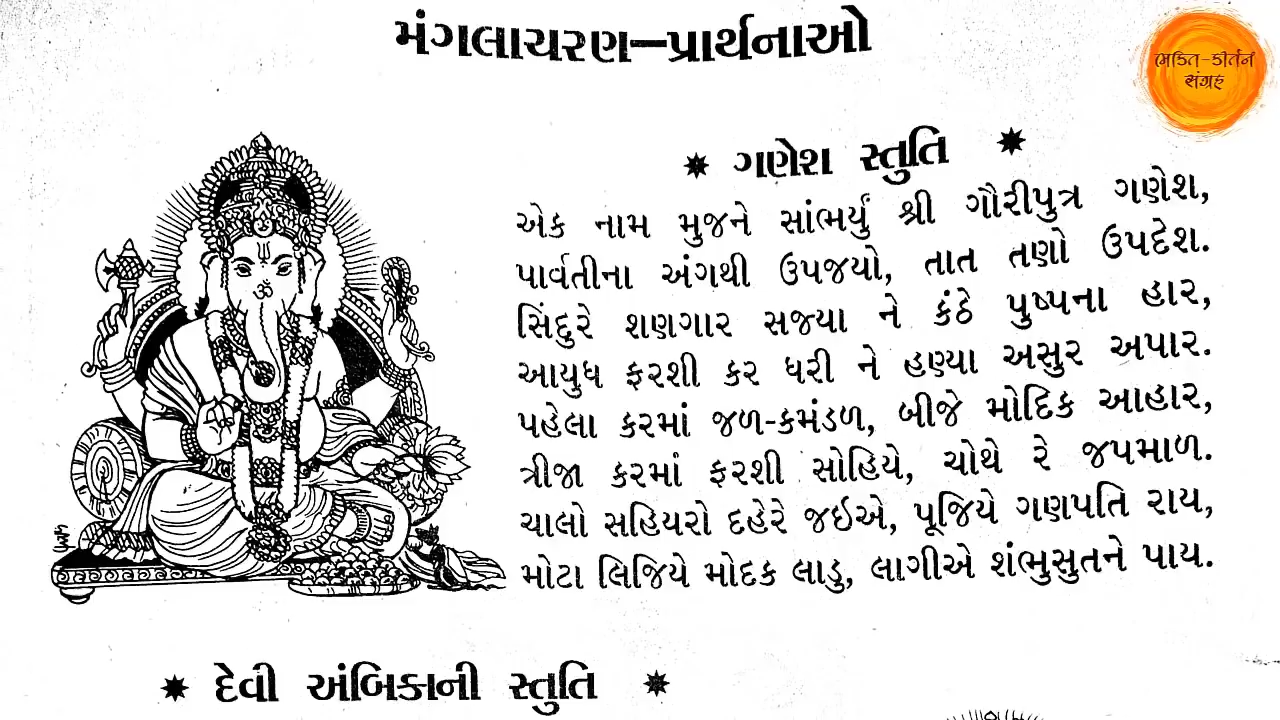 મંગલાચરણ–પ્રાર્થનાઓ
ભકિત-કીર્તન
સંગ્રહ
* ગણેશ સ્તુતિ *
એક નામ મુજને સાંભર્યું શ્રી ગૌરીપુત્ર ગણેશ,
પાર્વતીના અંગથી ઉપજયો, તાત તણો ઉપદેશ.
સિંદુરે શણગાર સજયા ને કંઠે પુષ્પના હાર,
આયુધ ફરશી કર ધરી ને હણ્યા અસુર અપાર.
પહેલા કરમાં જળ-કમંડળ, બીજે મોદિક આહાર,
ત્રીજા કરમાં ફરશી સોહિયે, ચોથે રે જપમાળ.
ચાલો સહિયરો દહેરે જઇએ, પૂજિયે ગણપતિ રાય,
મોટા લિજિયે મોદક લાડુ, લાગીએ શંભુસુતને પાય.
* દેવી અંબિકાની સ્તુતિ *